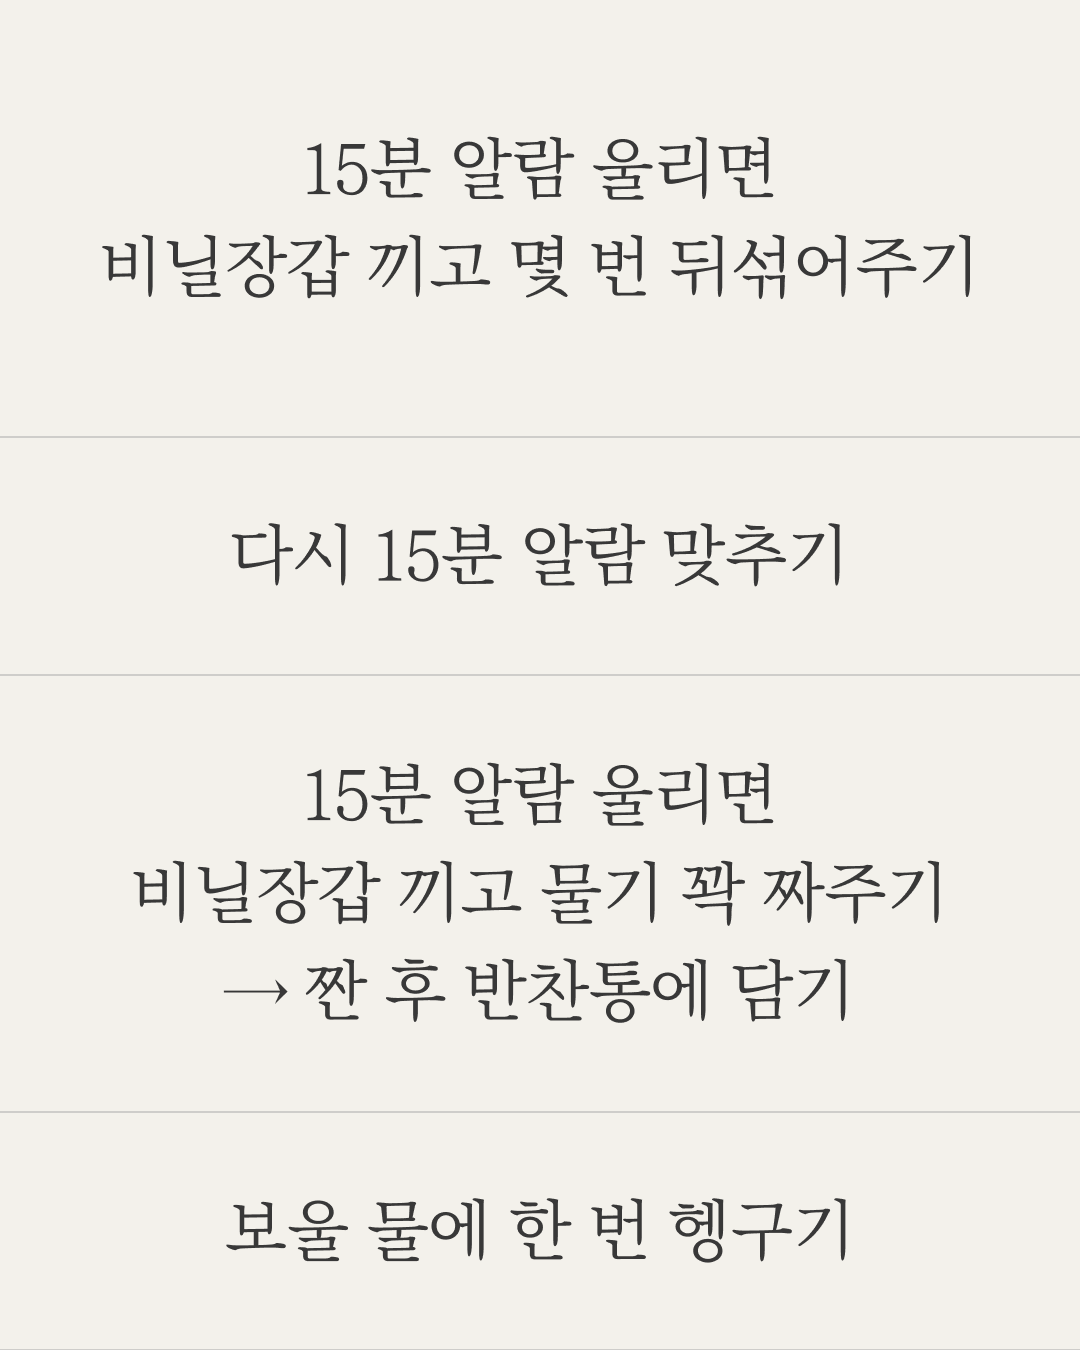 15분 알람 울리면
비닐장갑 끼고 몇 번 뒤섞어주기
다시 15분 알람 맞추기
15분 알람 울리면
비닐장갑 끼고 물기 꽉 짜주기
→ 짠 후 반찬통에 담기
보울 물에 한 번 헹구기